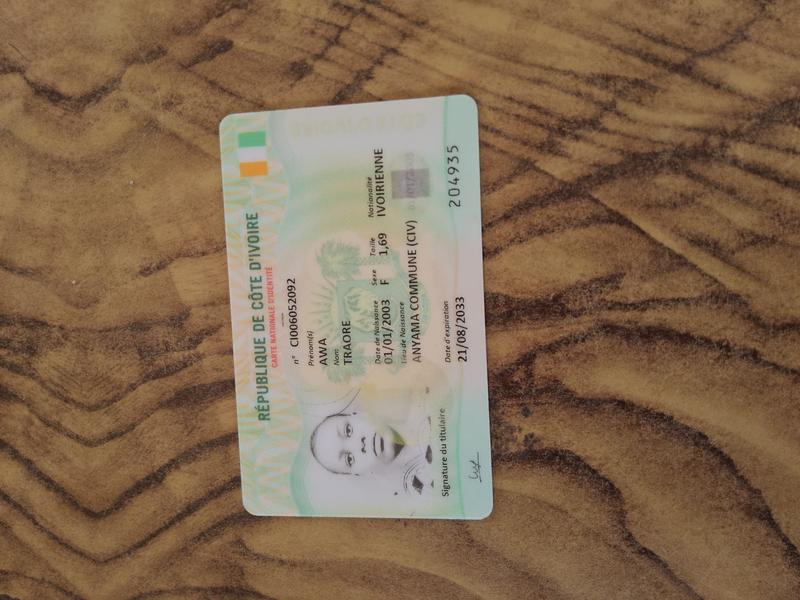 RÉPUBLIQUE DE CÔTE D'IVOIRE
CARTE NATIONALE D'IDENTITÉ
n° CI006052092
Prénom(s)
AWA
Nom
TRAORE
Date de Naissance Sexe Taille Nationalité
01/01/2003 F 1,69 IVOIRIENNE
Lieu de Naissance
ANYAMA COMMUNE (CIV)
Signature du titulaire
Date d'expiration
21/08/2033
204935